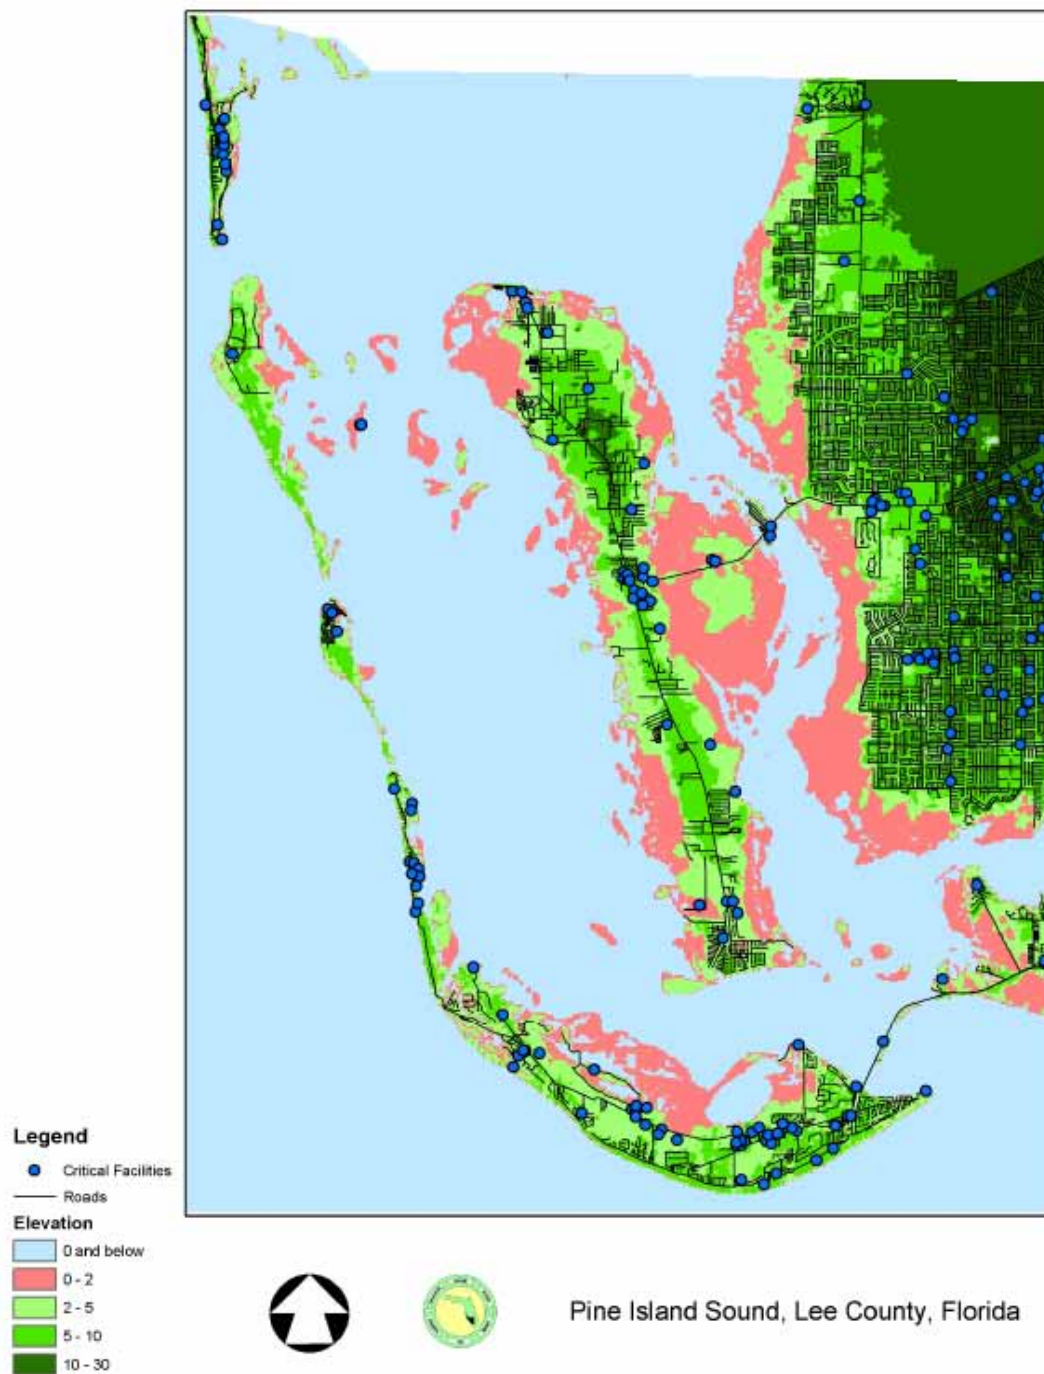 Legend
Critical Facilities
Roads
Elevation
0 and below
0 - 2
2 - 5
5 - 10
10 - 30
Pine Island Sound, Lee County, Florida